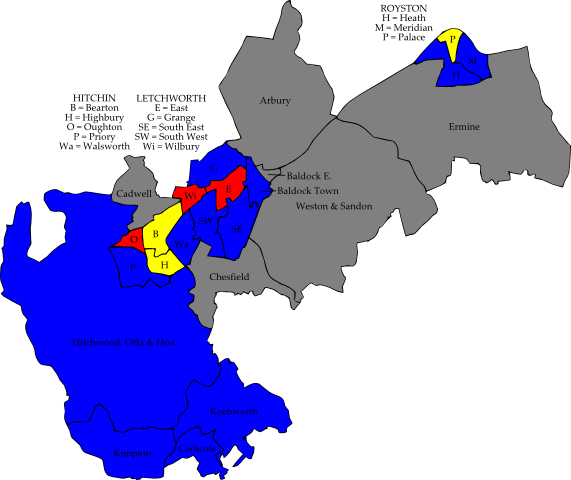 ROYSTON
H = Heath
M = Meridian
P = Palace
P
M
H
HITCHIN
B = Bearton
H = Highbury
O = Oughton
P = Priory
Wa = Walsworth
LETCHWORTH
E = East
G = Grange
SE = South East
SW = South West
Wi = Wilbury
Arbury
Ermine
G
Baldock E.
Cadwell
Wi
E
Baldock Town
Weston & Sandon
SW
B
SE
O
Wa
P
H
Chesfield
Hitchwood, Offa & Hoo
Knebworth
Kimpton
Codicote